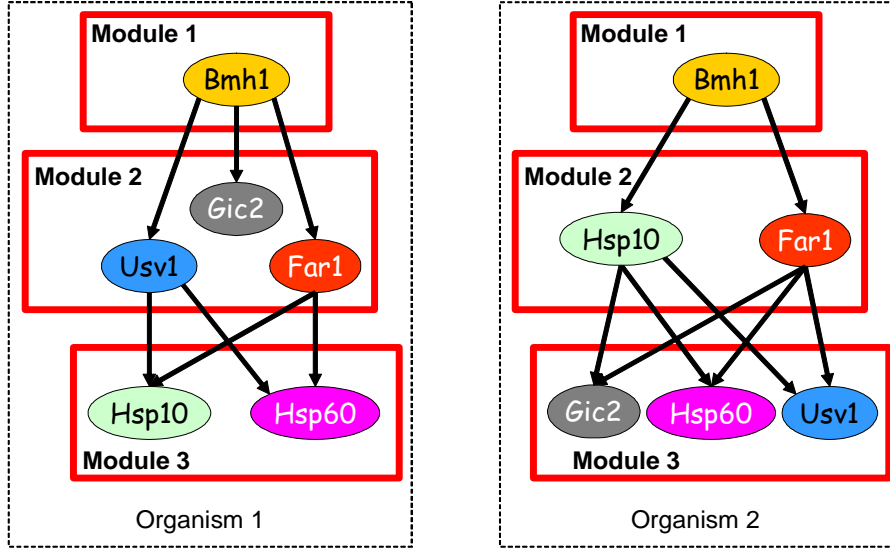 Module 1
Bmh1
Module 2
Gic2
Usv1
Far1
Hsp10
Hsp60
Module 3
Organism 1
Module 1
Bmh1
Module 2
Hsp10
Far1
Gic2
Hsp60
Usv1
Module 3
Organism 2